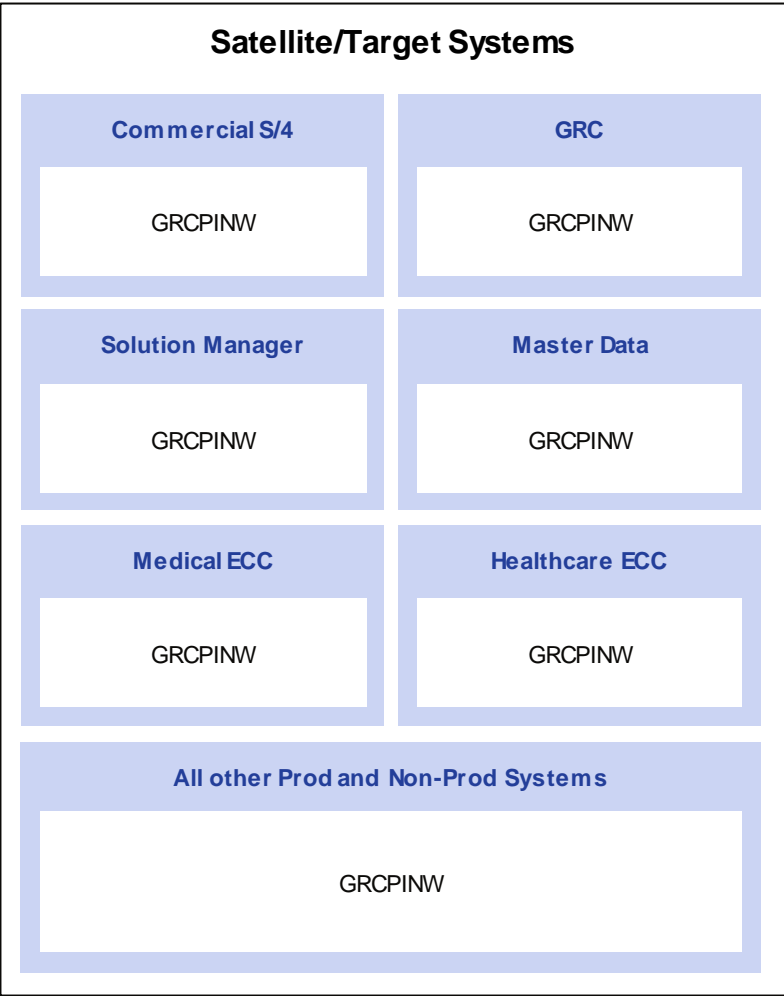 Satellite/Target Systems
Commercial S/4
GRC
GRCPINW
GRCPINW
Solution Manager
Master Data
GRCPINW
GRCPINW
Medical ECC
Healthcare ECC
GRCPINW
GRCPINW
All other Prod and Non-Prod Systems
GRCPINW